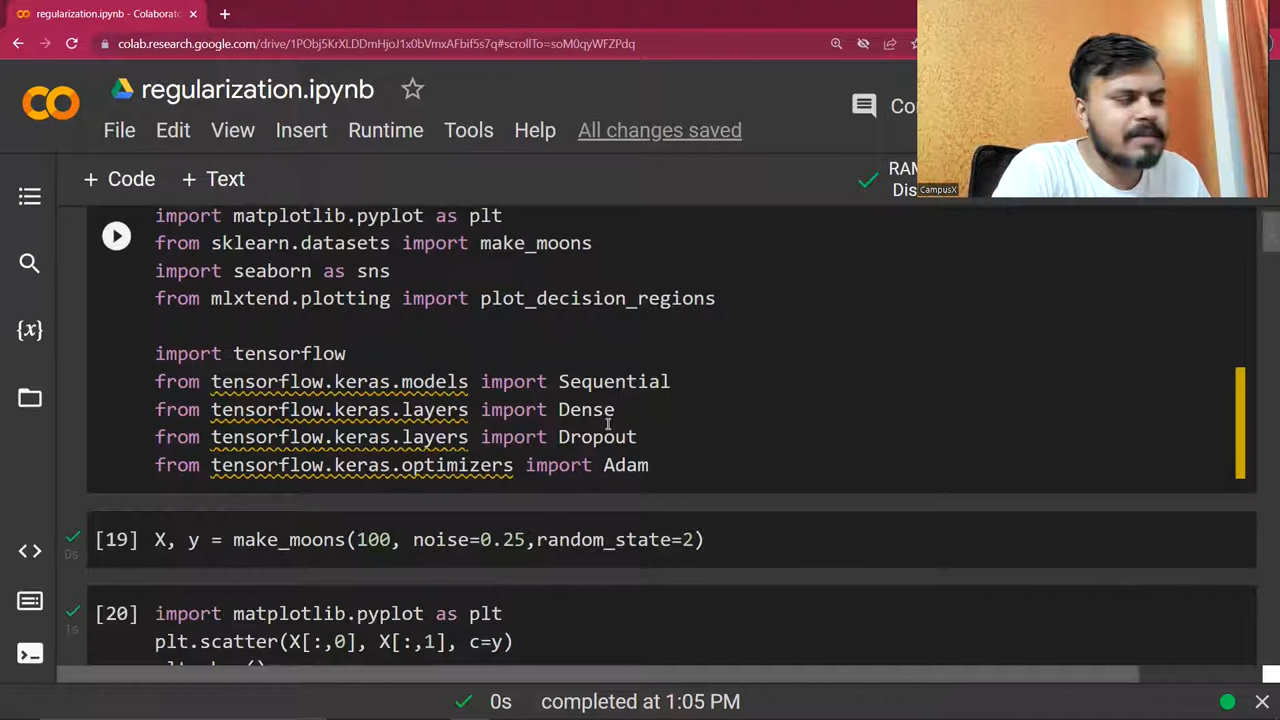 regularization.ipynb - Colaborato
colab.research.google.com/drive/1PObj5KrXLDDmHjoJ1x0bVmxAFbif5s7q#scrollTo=soM0qyWFZPdq
regularization.ipynb
Co
File Edit View Insert Runtime Tools Help All changes saved
+ Code + Text
RAM
Dis
CampusX
import matplotlib.pyplot as plt
from sklearn.datasets import make_moons
import seaborn as sns
from mlxtend.plotting import plot_decision_regions
import tensorflow
from tensorflow.keras.models import Sequential
from tensorflow.keras.layers import Dense
from tensorflow.keras.layers import Dropout
from tensorflow.keras.optimizers import Adam
[19] X, y = make_moons(100, noise=0.25,random_state=2)
0s
[20] import matplotlib.pyplot as plt
1s
plt.scatter(X[:,0], X[:,1], c=y)
0s completed at 1:05 PM